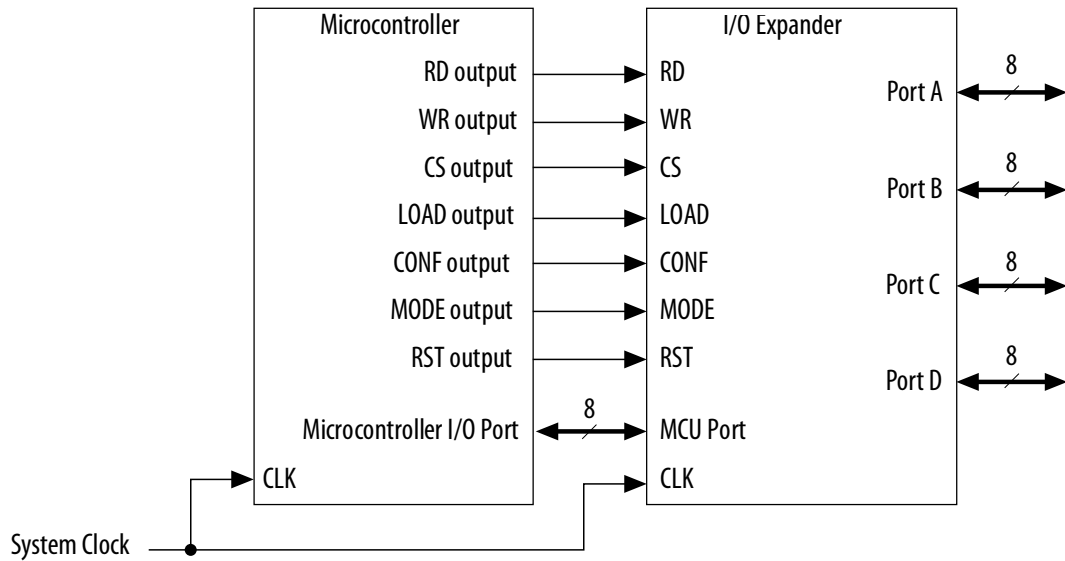 Microcontroller
I/O Expander
RD output
RD
8
Port A
WR output
WR
CS output
CS
8
Port B
LOAD output
LOAD
CONF output
CONF
8
Port C
MODE output
MODE
RST output
RST
8
Port D
Microcontroller I/O Port
8
MCU Port
CLK
CLK
System Clock